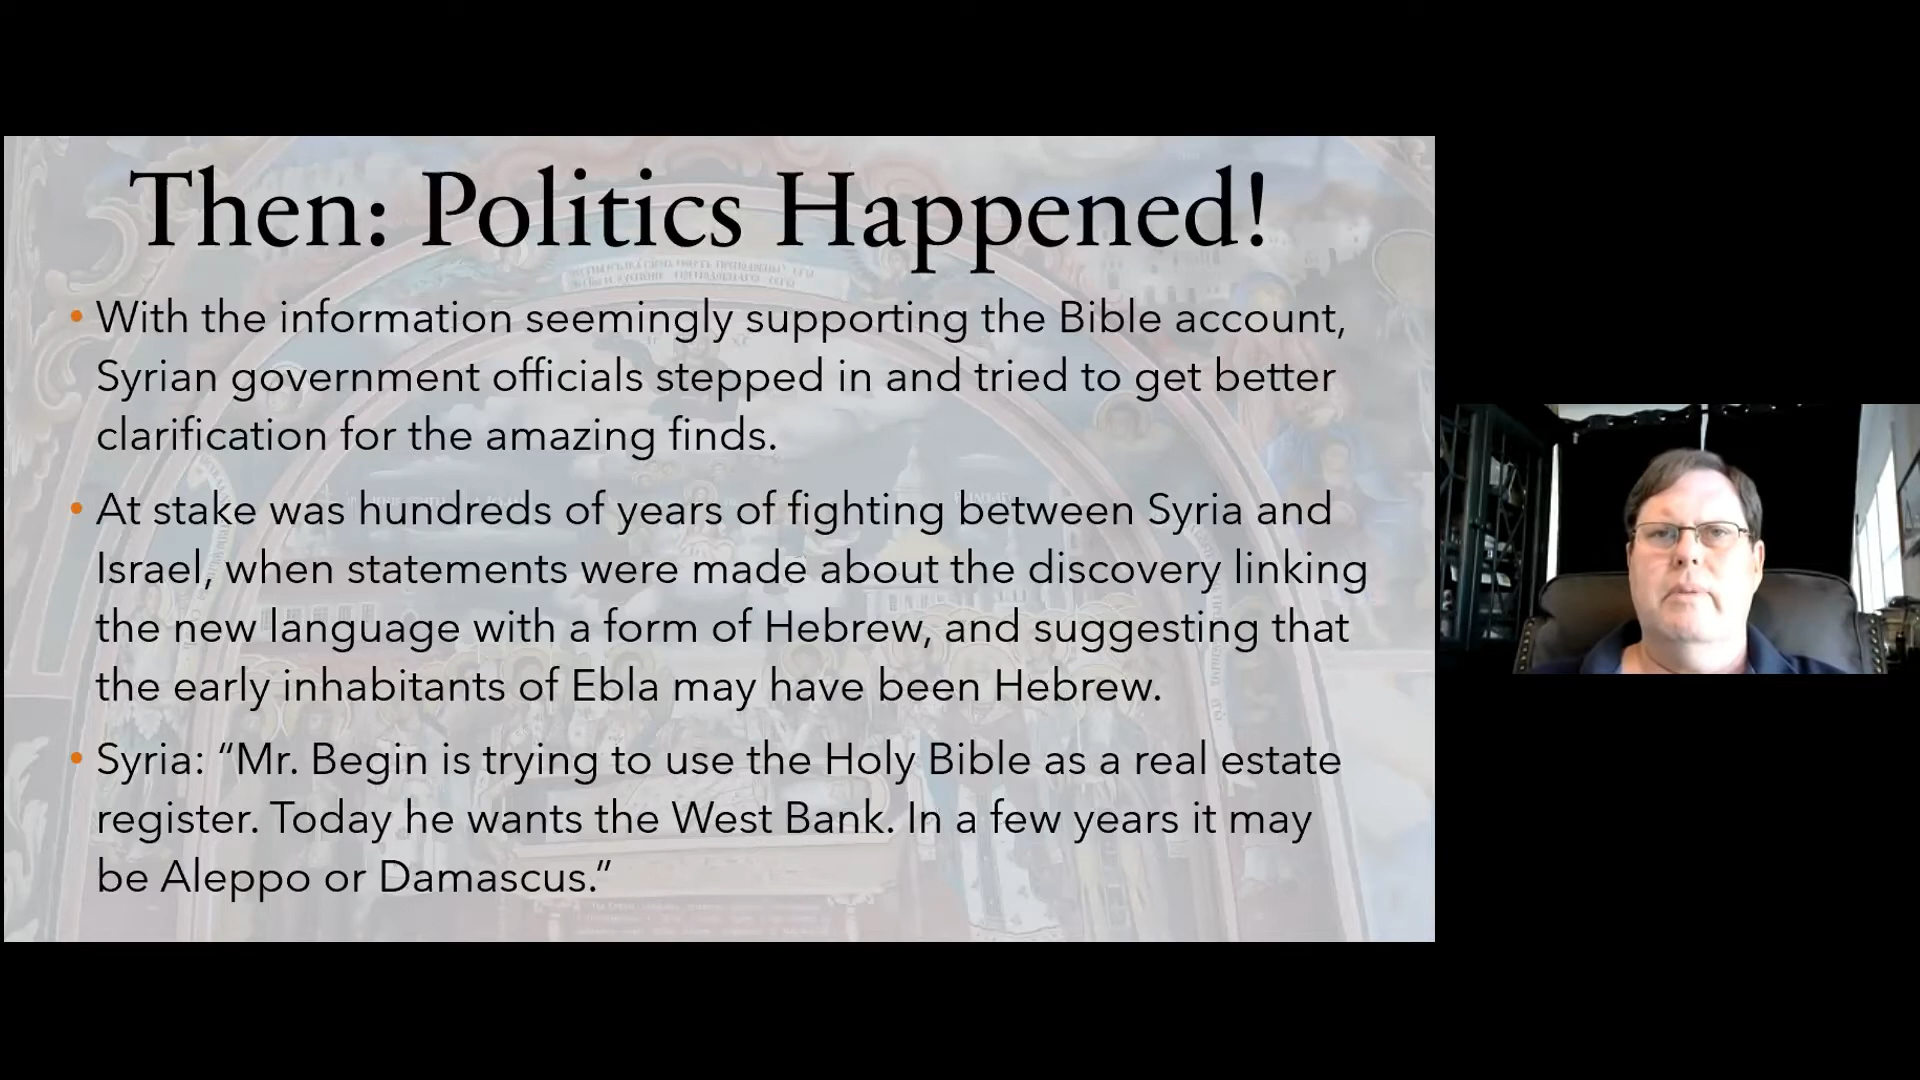 Then: Politics Happened!
• With the information seemingly supporting the Bible account,
Syrian government officials stepped in and tried to get better
clarification for the amazing finds.
• At stake was hundreds of years of fighting between Syria and
Israel, when statements were made about the discovery linking
the new language with a form of Hebrew, and suggesting that
the early inhabitants of Ebla may have been Hebrew.
• Syria: “Mr. Begin is trying to use the Holy Bible as a real estate
register. Today he wants the West Bank. In a few years it may
be Aleppo or Damascus.”